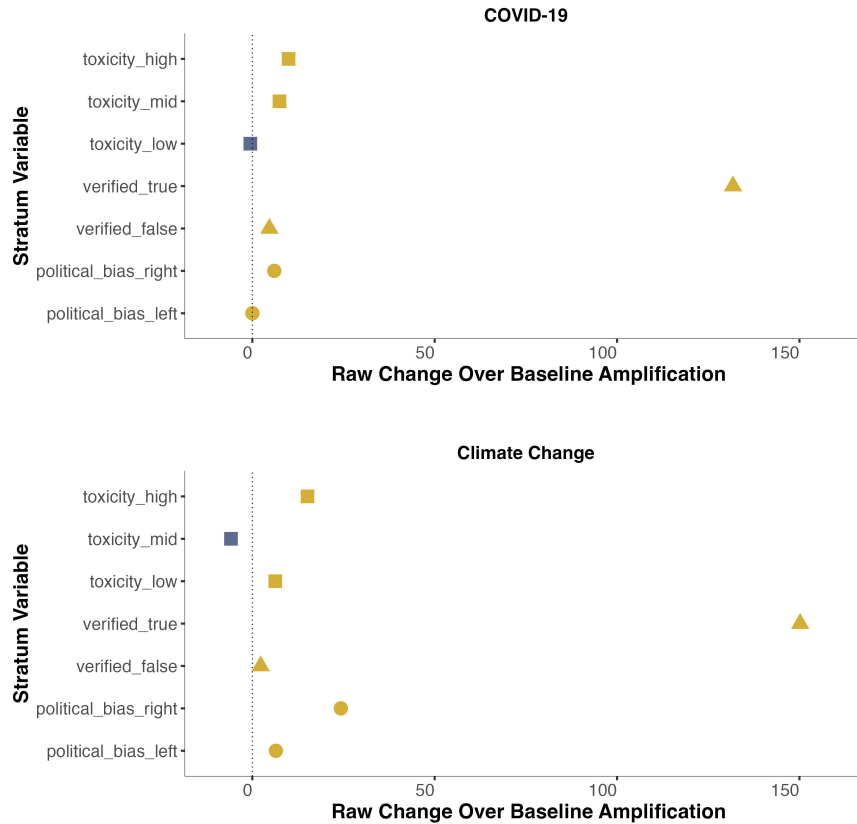 COVID-19
Stratum Variable
toxicity_high
toxicity_mid
toxicity_low
verified_true
verified_false
political_bias_right
political_bias_left
0 50 100 150
Raw Change Over Baseline Amplification
Climate Change
Stratum Variable
toxicity_high
toxicity_mid
toxicity_low
verified_true
verified_false
political_bias_right
political_bias_left
0 50 100 150
Raw Change Over Baseline Amplification